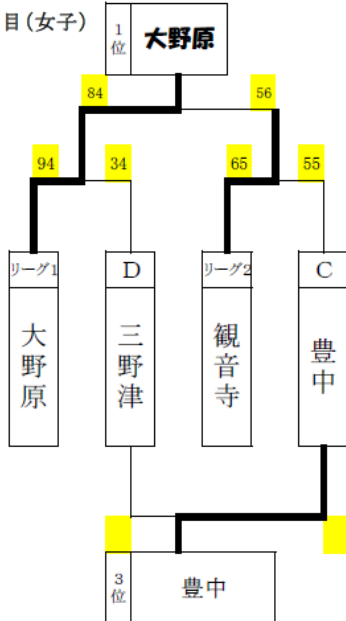 目(女子)
1位
大野原
84
56
94
34
65
55
リーグ1
D
リーグ2
C
大野原
三野津
観音寺
豊中
3位
豊中